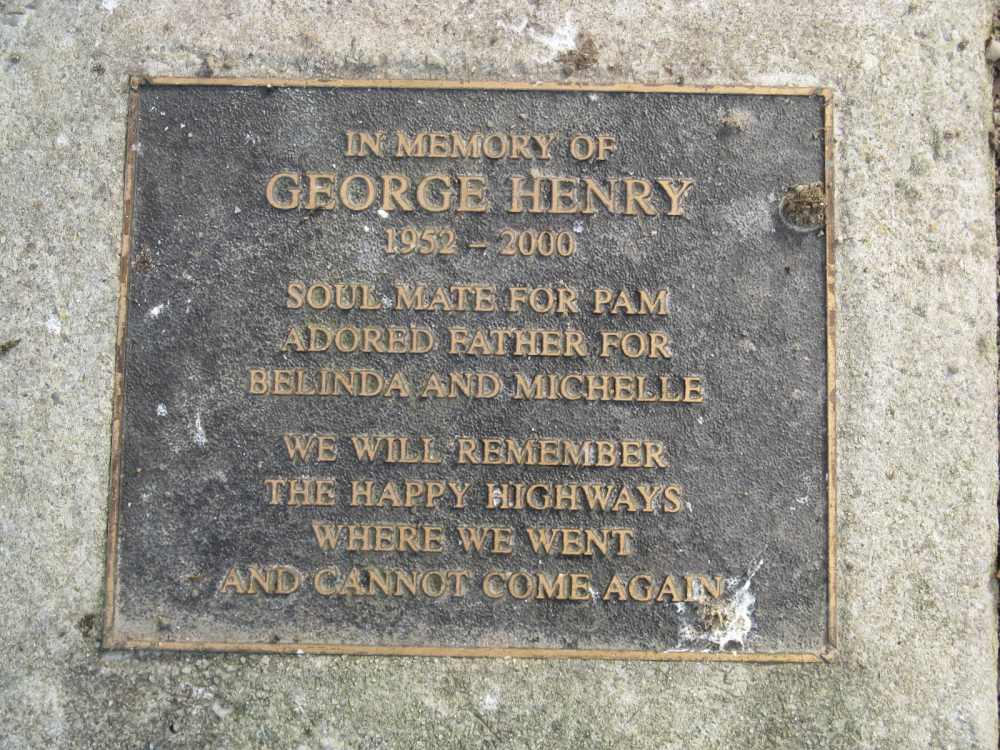 IN MEMORY OF
GEORGE HENRY
1952 – 2000
SOUL MATE FOR PAM
ADORED FATHER FOR
BELINDA AND MICHELLE
WE WILL REMEMBER
THE HAPPY HIGHWAYS
WHERE WE WENT
AND CANNOT COME AGAIN